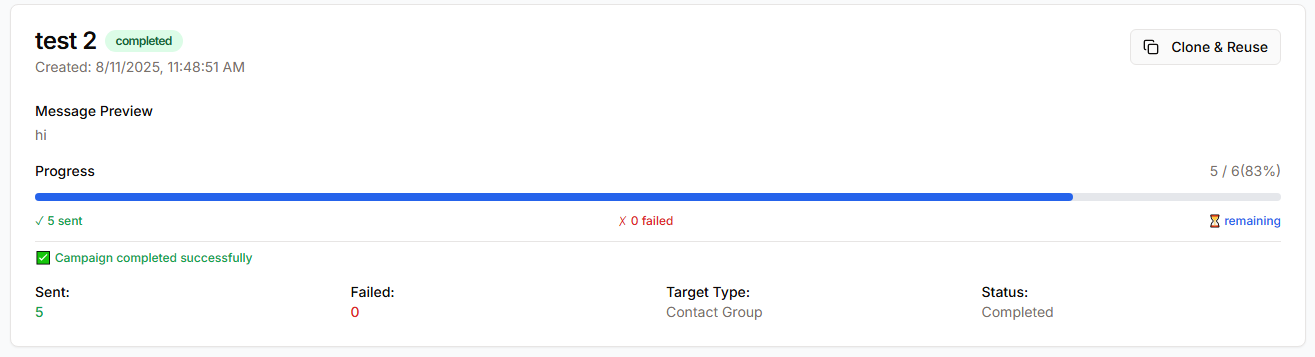 test 2 completed
Clone & Reuse
Created: 8/11/2025, 11:48:51 AM
Message Preview
hi
Progress 5 / 6(83%)
✓ 5 sent ✗ 0 failed ⏳ remaining
✅ Campaign completed successfully
Sent: Failed: Target Type: Status:
5 0 Contact Group Completed